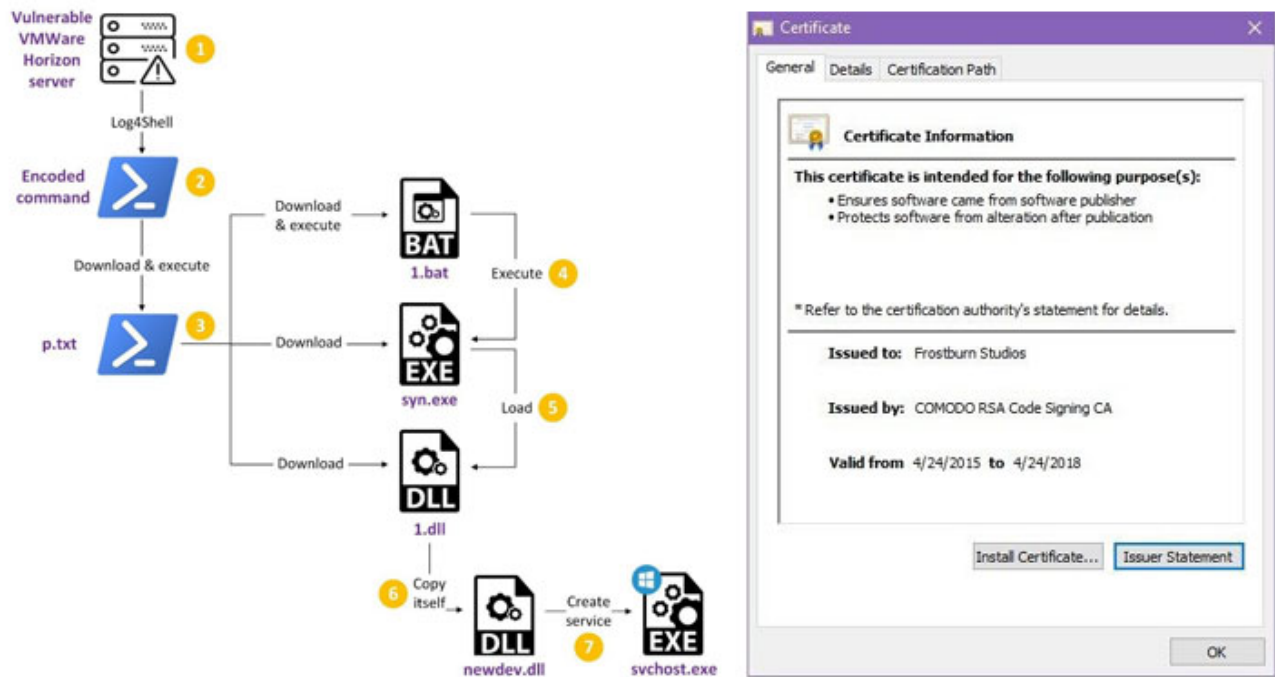 Vulnerable
VMWare
Horizon
server
1
Log4Shell
Encoded
command
2
Download & execute
p.txt
3
Download
& execute
BAT
1.bat
Execute
4
Download
EXE
syn.exe
Load
5
Download
DLL
1.dll
6
Copy
itself
DLL
newdev.dll
Create
service
7
EXE
svchost.exe
Certificate
General
Details
Certification Path
Certificate Information
This certificate is intended for the following purpose(s):
• Ensures software came from software publisher
• Protects software from alteration after publication
* Refer to the certification authority's statement for details.
Issued to: Frostburn Studios
Issued by: COMODO RSA Code Signing CA
Valid from 4/24/2015 to 4/24/2018
Install Certificate...
Issuer Statement
OK